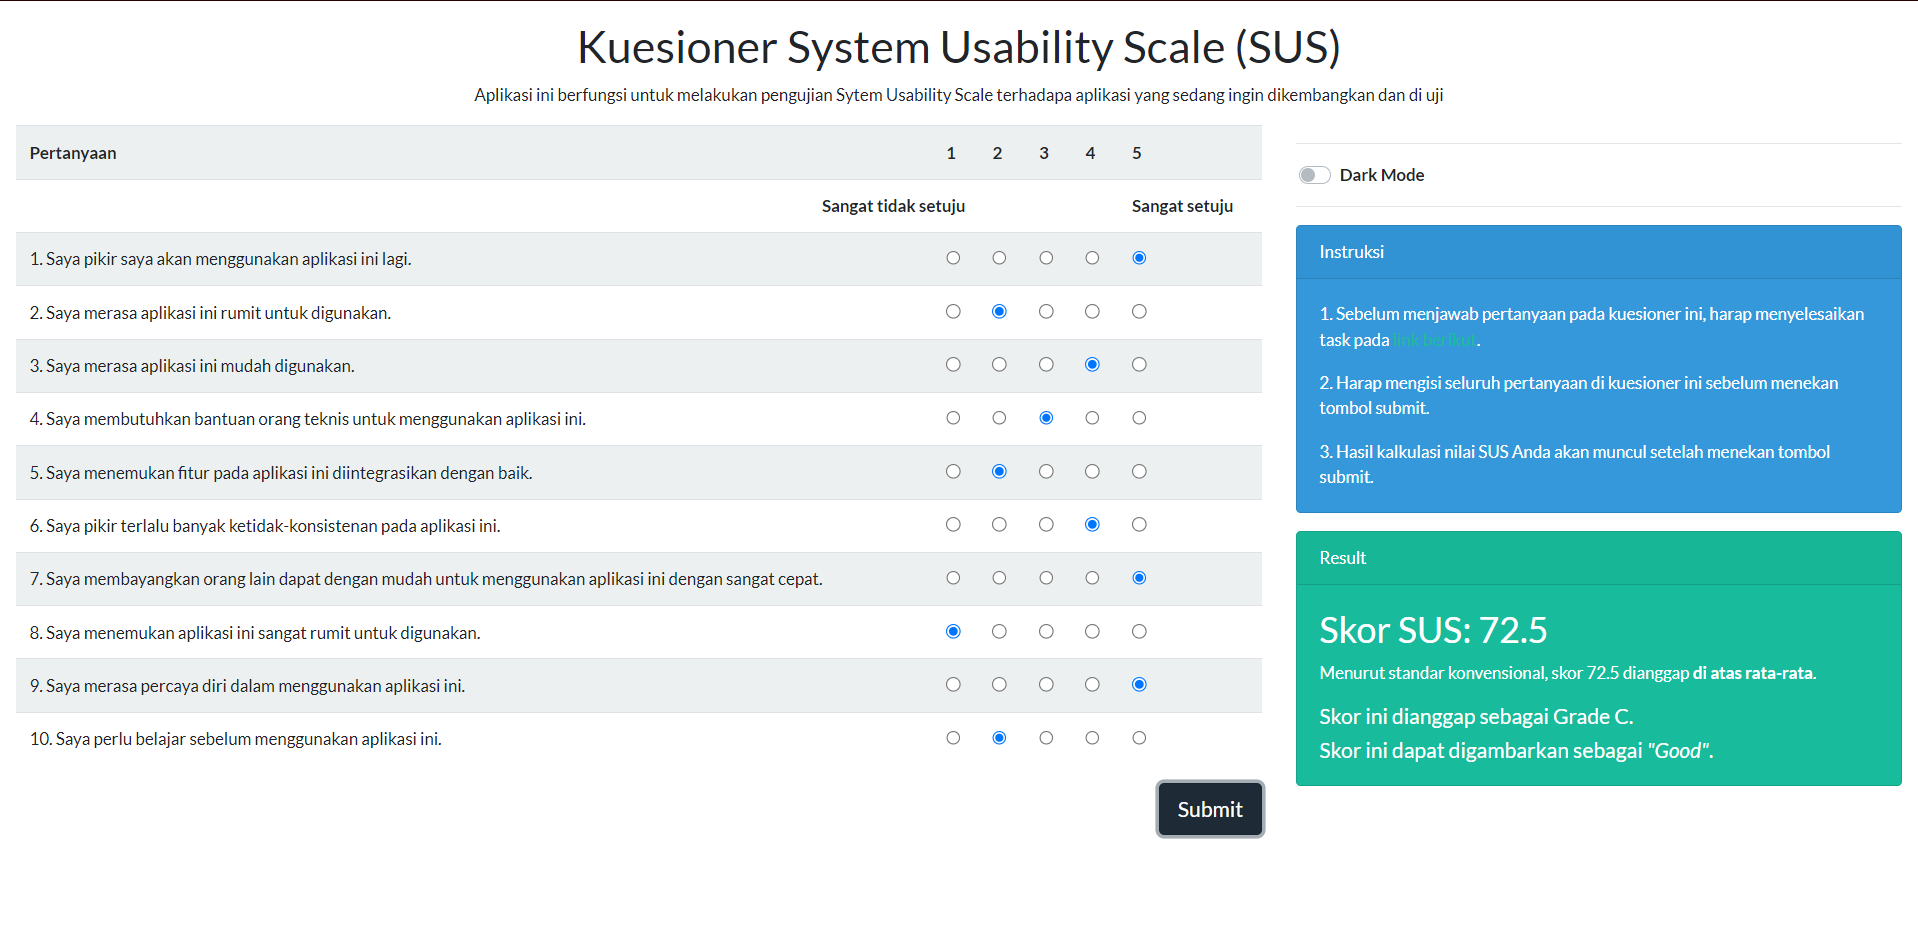 Kuesioner System Usability Scale (SUS)
Aplikasi ini berfungsi untuk melakukan pengujian Sytem Usability Scale terhadapa aplikasi yang sedang ingin dikembangkan dan di uji
Pertanyaan 1 2 3 4 5
Sangat tidak setuju Sangat setuju
1. Saya pikir saya akan menggunakan aplikasi ini lagi.
2. Saya merasa aplikasi ini rumit untuk digunakan.
3. Saya merasa aplikasi ini mudah digunakan.
4. Saya membutuhkan bantuan orang teknis untuk menggunakan aplikasi ini.
5. Saya menemukan fitur pada aplikasi ini diintegrasikan dengan baik.
6. Saya pikir terlalu banyak ketidak-konsistenan pada aplikasi ini.
7. Saya membayangkan orang lain dapat dengan mudah untuk menggunakan aplikasi ini dengan sangat cepat.
8. Saya menemukan aplikasi ini sangat rumit untuk digunakan.
9. Saya merasa percaya diri dalam menggunakan aplikasi ini.
10. Saya perlu belajar sebelum menggunakan aplikasi ini.
Submit
Dark Mode
Instruksi
1. Sebelum menjawab pertanyaan pada kuesioner ini, harap menyelesaikan
task pada link berikut.
2. Harap mengisi seluruh pertanyaan di kuesioner ini sebelum menekan
tombol submit.
3. Hasil kalkulasi nilai SUS Anda akan muncul setelah menekan tombol
submit.
Result
Skor SUS: 72.5
Menurut standar konvensional, skor 72.5 dianggap di atas rata-rata.
Skor ini dianggap sebagai Grade C.
Skor ini dapat digambarkan sebagai "Good".